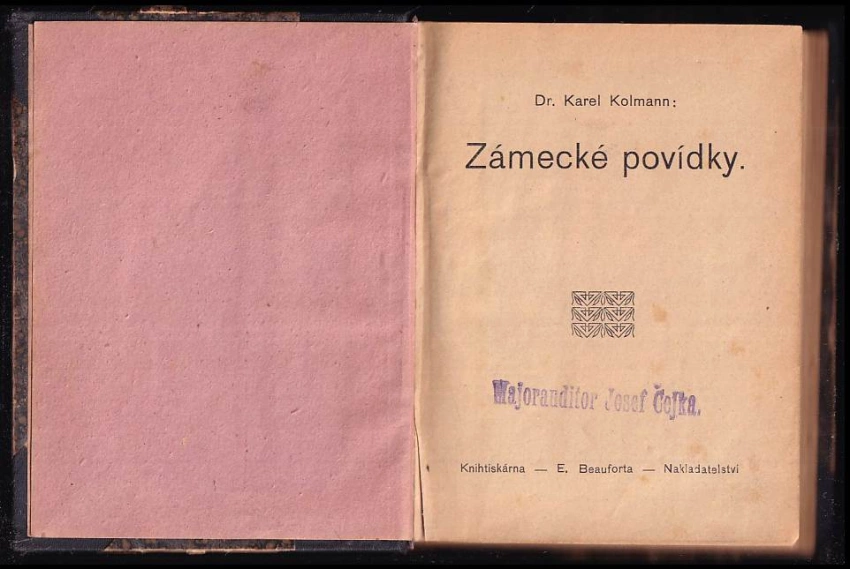 Dr. Karel Kolmann:
Zámecké povídky.
Majorauditor Josef Čejka.
Knihtiskárna — E. Beauforta — Nakladatelství